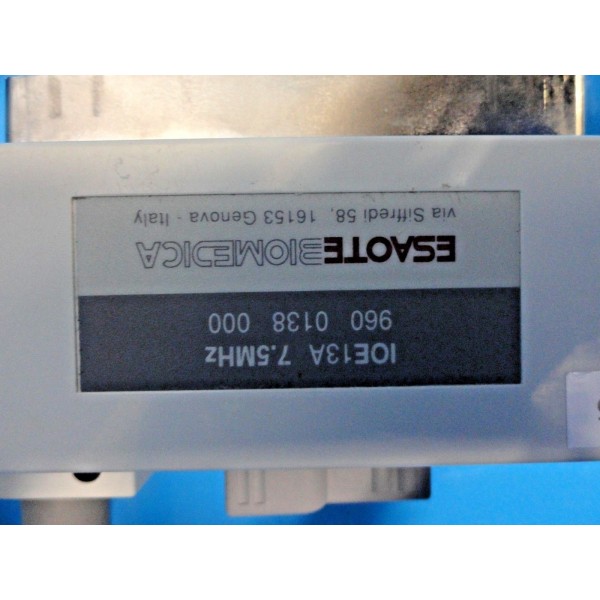 IOE13A 7.5MHz
960 0138 000
ESAOTEBIOMEDICA
via Siffredi 58, 16153 Genova - Italy